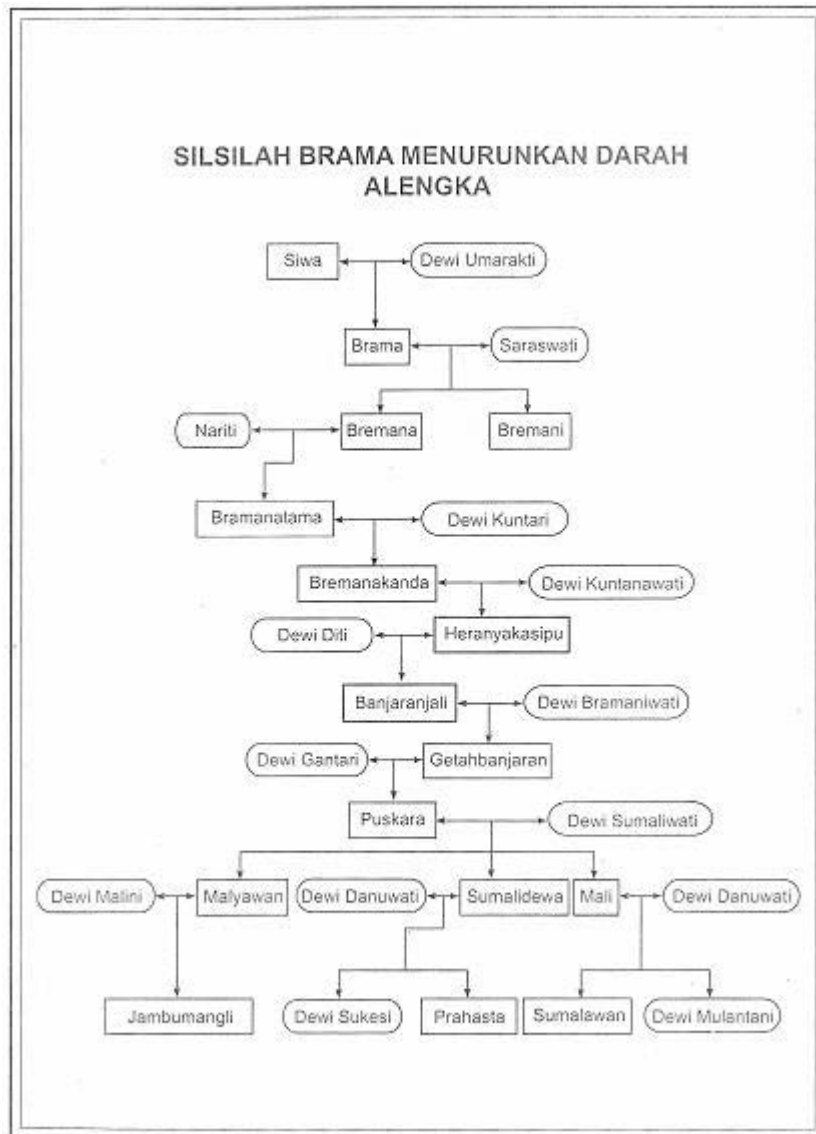 SILSILAH BRAMA MENURUNKAN DARAH
ALENGKA
Siwa
Dewi Umarakti
Brama
Saraswati
Nariti
Bremana
Bremani
Bramanatama
Dewi Kuntari
Bremanakanda
Dewi Kuntanawati
Dewi Diti
Heranyakasipu
Banjaranjali
Dewi Bramaniwati
Dewi Gantari
Getahbanjaran
Puskara
Dewi Sumaliwati
Dewi Malini
Malyawan
Dewi Danuwati
Sumalidewa
Mali
Dewi Danuwati
Jambumangli
Dewi Sukesi
Prahasta
Sumalawan
Dewi Mulantani